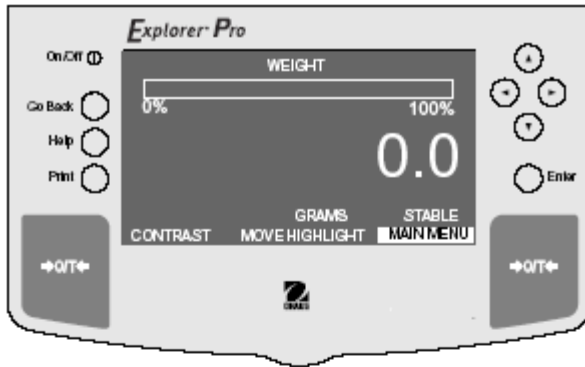 Explorer Pro
On/Off
WEIGHT
0% 100%
Go Back
Help
Print
0.0
Enter
GRAMS STABLE
CONTRAST MOVE HIGHLIGHT MAIN MENU
→0/T← →0/T←
OHAUS